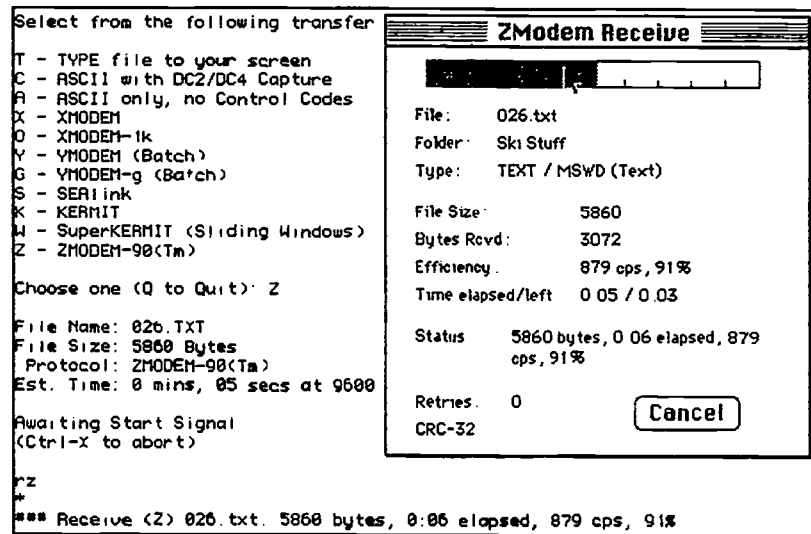 Select from the following transfer
T - TYPE file to your screen
C - ASCII with DC2/DC4 Capture
A - ASCII only, no Control Codes
X - XMODEM
O - XMODEM-1k
Y - YMODEM (Batch)
G - YMODEM-g (Batch)
S - SEAlink
K - KERMIT
W - SuperKERMIT (Sliding Windows)
Z - ZMODEM-90(Tm)
Choose one (Q to Quit): Z
File Name: 026.TXT
File Size: 5860 Bytes
Protocol: ZMODEM-90(Tm)
Est. Time: 0 mins, 05 secs at 9600
Awaiting Start Signal
(Ctrl-X to abort)
rz
*
### Receive (Z) 026.txt. 5860 bytes, 0:06 elapsed, 879 cps, 91%
ZModem Receive
File: 026.txt
Folder: Ski Stuff
Type: TEXT / MSWD (Text)
File Size: 5860
Bytes Rcvd: 3072
Efficiency: 879 cps, 91%
Time elapsed/left 0:05 / 0:03
Status 5860 bytes, 0:06 elapsed, 879
cps, 91%
Retries: 0
CRC-32
Cancel